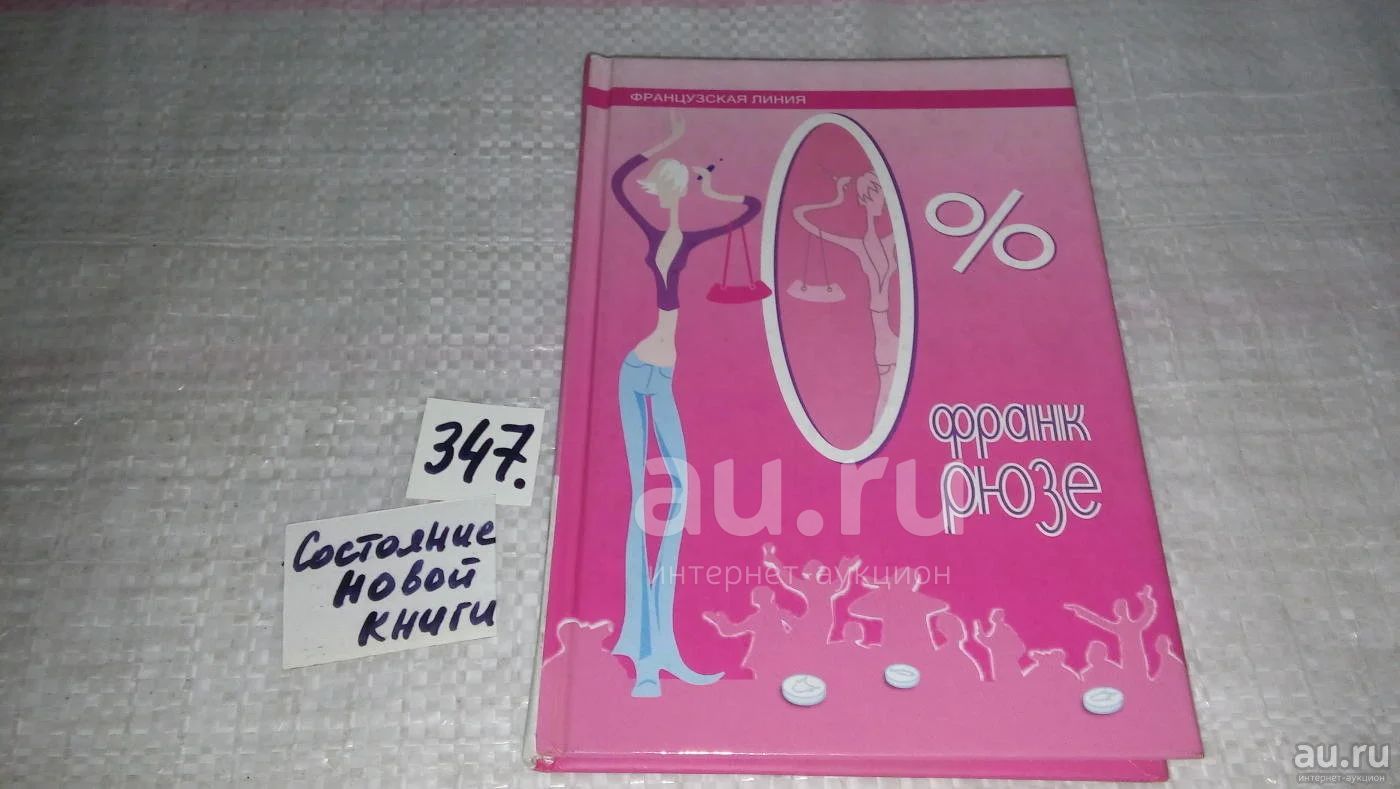 ФРАНЦУЗСКАЯ ЛИНИЯ
0%
франк
рюзе
347.
Состояние
новой
книги
au.ru
интернет-аукцион
au.ru
интернет-аукцион